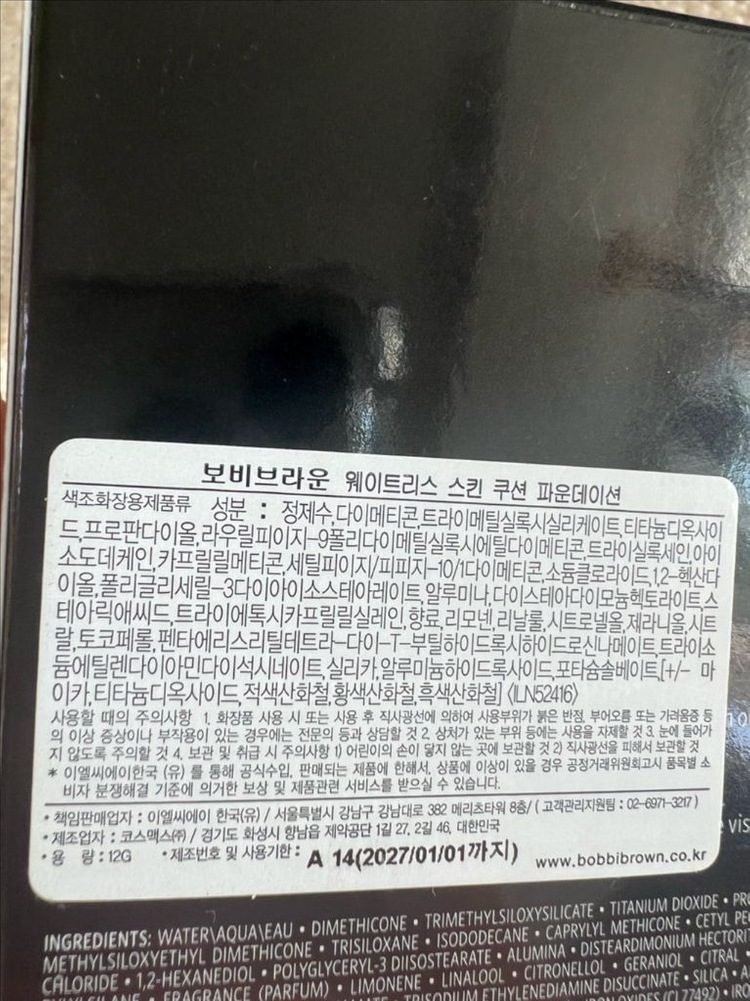 보비브라운 웨이트리스 스킨 쿠션 파운데이션
색조화장용제품류 성분 : 정제수,다이메티콘,트라이메틸실록시실리케이트,티타늄디옥사이
드,프로판다이올,라우릴피이지-9폴리다이메틸실록시에틸다이메티콘,트라이실록세인,아이
소도데케인,카프릴릴메티콘,세틸피이지/피피지-10/1다이메티콘,소듐클로라이드,1,2-헥산다
이올,폴리글리세릴-3다이아이소스테아레이트,알루미나,다이스테아다이모늄헥토라이트,스
테아릭애씨드,트라이에톡시카프릴릴실레인,향료,리모넨,리날룰,시트로넬올,제라니올,시트
랄,토코페롤,펜타에리스리틸테트라-다이-T-부틸하이드록시하이드로신나메이트,트라이소
듐에틸렌다이아민다이석시네이트,실리카,알루미늄하이드록사이드,포타슘솔베이트,[+/- 마
이카,티타늄디옥사이드,적색산화철,황색산화철,흑색산화철] <ILN52416>
사용할 때의 주의사항 1. 화장품 사용 시 또는 사용 후 직사광선에 의하여 사용부위가 붉은 반점, 부어오름 또는 가려움증 등
의 이상 증상이나 부작용이 있는 경우에는 전문의 등과 상담할 것 2. 상처가 있는 부위 등에는 사용을 자제할 것 3. 눈에 들어가
지 않도록 주의할 것 4. 보관 및 취급 시 주의사항 1) 어린이의 손이 닿지 않는 곳에 보관할 것 2) 직사광선을 피해서 보관할 것
* 이엘씨에이한국 (유) 를 통해 공식수입, 판매되는 제품에 한해서, 상품에 이상이 있을 경우 공정거래위원회고시 품목별 소
비자 분쟁해결 기준에 의거한 보상 및 제품관련 서비스를 받으실 수 있습니다.
• 책임판매업자 : 이엘씨에이 한국(유) / 서울특별시 강남구 강남대로 382 메리츠타워 8층/ ( 고객관리지원팀 : 02-6971-3217 )
• 제조업자 : 코스맥스㈜ / 경기도 화성시 향남읍 제약공단 1길 27, 2길 46, 대한민국
• 용 량 : 12G • 제조번호 및 사용기한 : A 14(2027/01/01까지) www.bobbibrown.co.kr
INGREDIENTS: WATER\AQUA\EAU • DIMETHICONE • TRIMETHYLSILOXYSILICATE • TITANIUM DIOXIDE •
METHYLSILOXYETHYL DIMETHICONE • TRISILOXANE • ISODODECANE • CAPRYLYL METHICONE • CETYL
CHLORIDE • 1,2-HEXANEDIOL • POLYGLYCERYL-3 DIISOSTEARATE • ALUMINA • DISTEARDIMONIUM
FRAGRANCE (PARFUM) • LIMONENE • LINALOOL • CITRONELLOL • GERANIOL • CITRAL •
TRISODIUM ETHYLENEDIAMINE DISUCCINATE • SILICA •